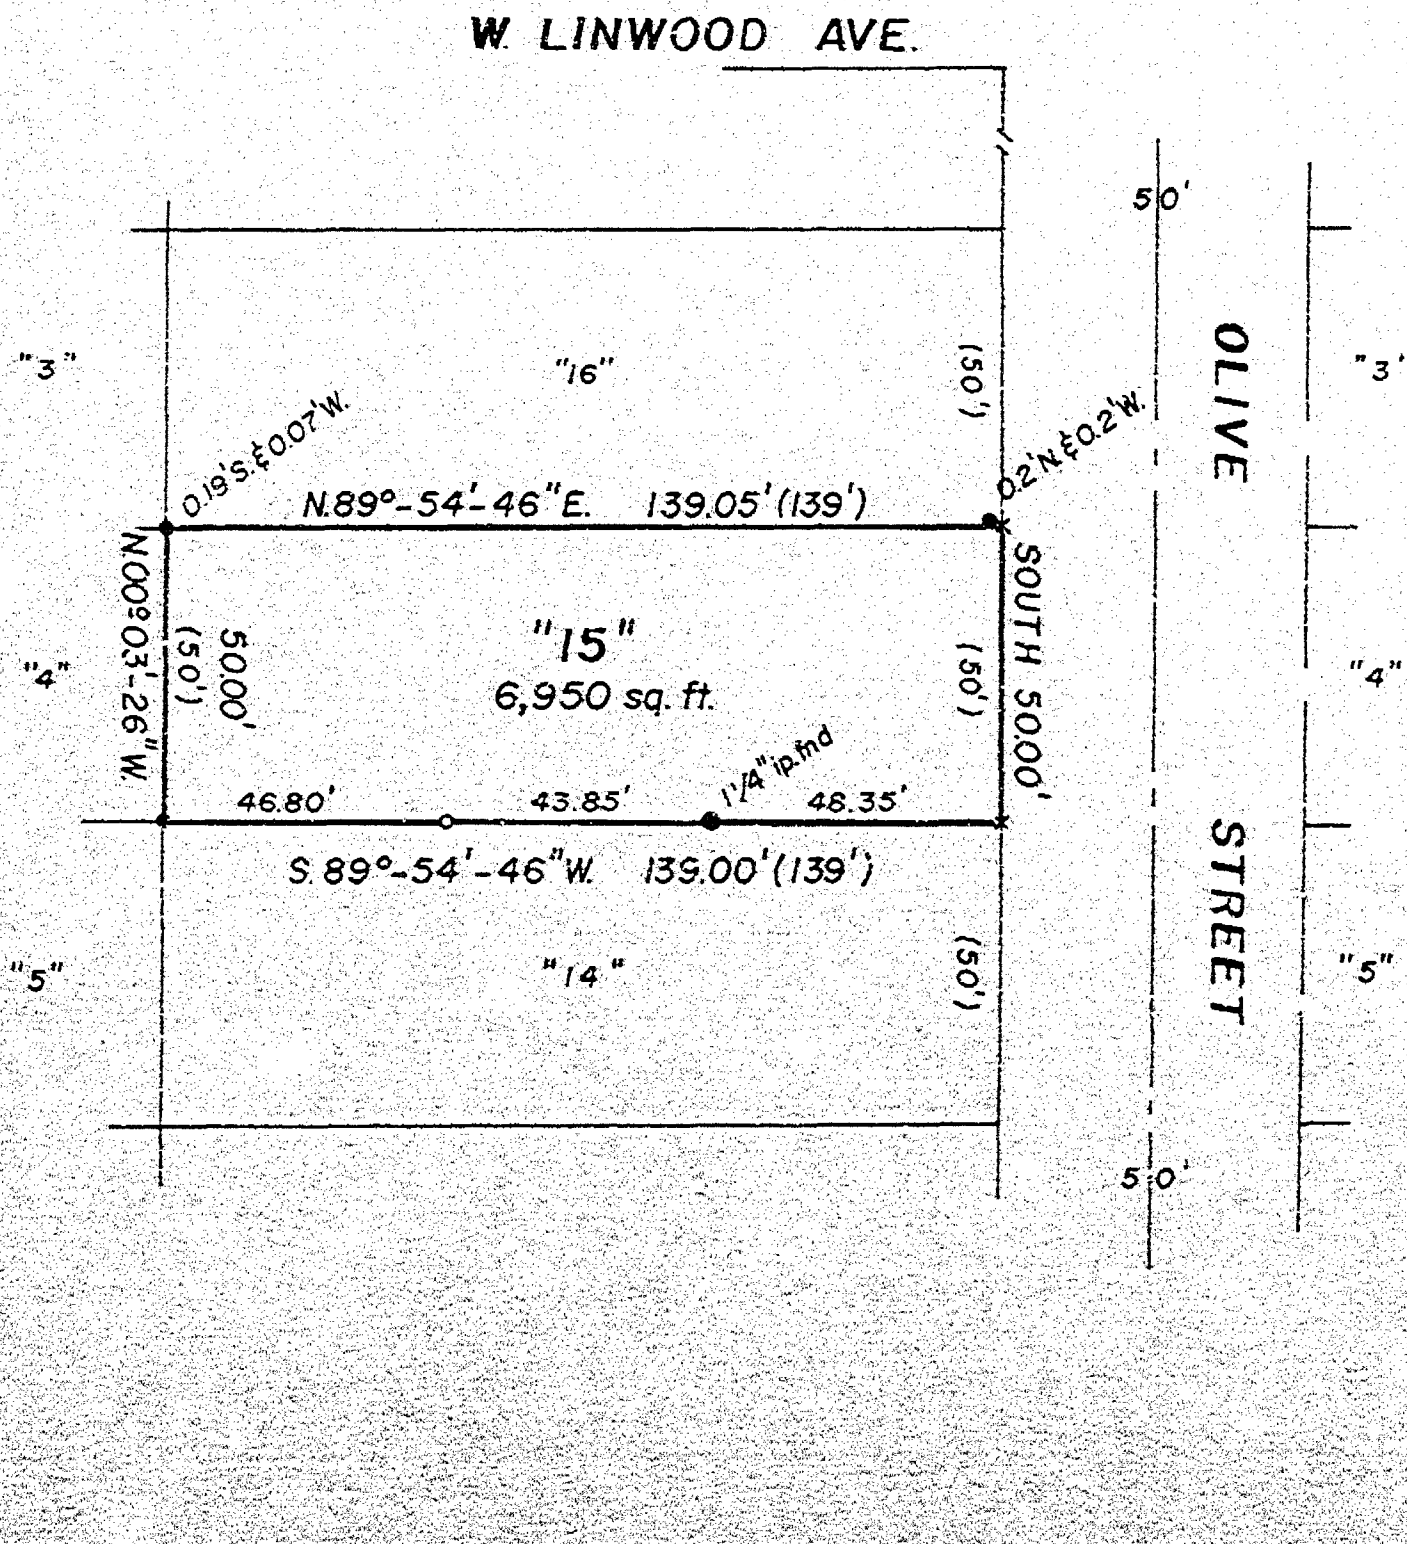 W. LINWOOD AVE.
50'
"3"
"16"
(50')
OLIVE
"3'
0.19'S.&0.07'W.
0.2'N.&0.2'W.
N.89°-54'-46"E. 139.05'(139')
N.00°03'-26"W.
(50')
50.00'
"15"
6,950 sq. ft.
(50')
SOUTH 50.00'
"4"
"4"
1 1/4" ip. fnd
46.80'
43.85'
48.35'
S. 89°-54'-46"W. 139.00'(139')
STREET
"5"
"14"
(50')
"5"
50'